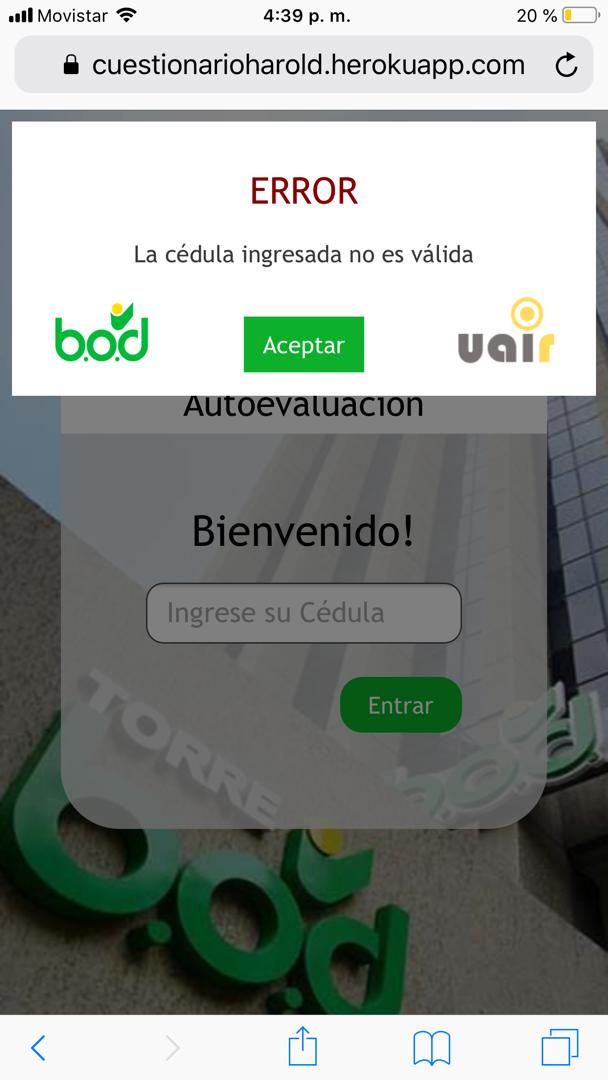 Movistar 4:39 p. m. 20 %
cuestionarioharold.herokuapp.com
ERROR
La cédula ingresada no es válida
b.o.d Aceptar uair
Autoevaluación
Bienvenido!
Ingrese su Cédula
Entrar
TORRE
b.o.d
b.o.d